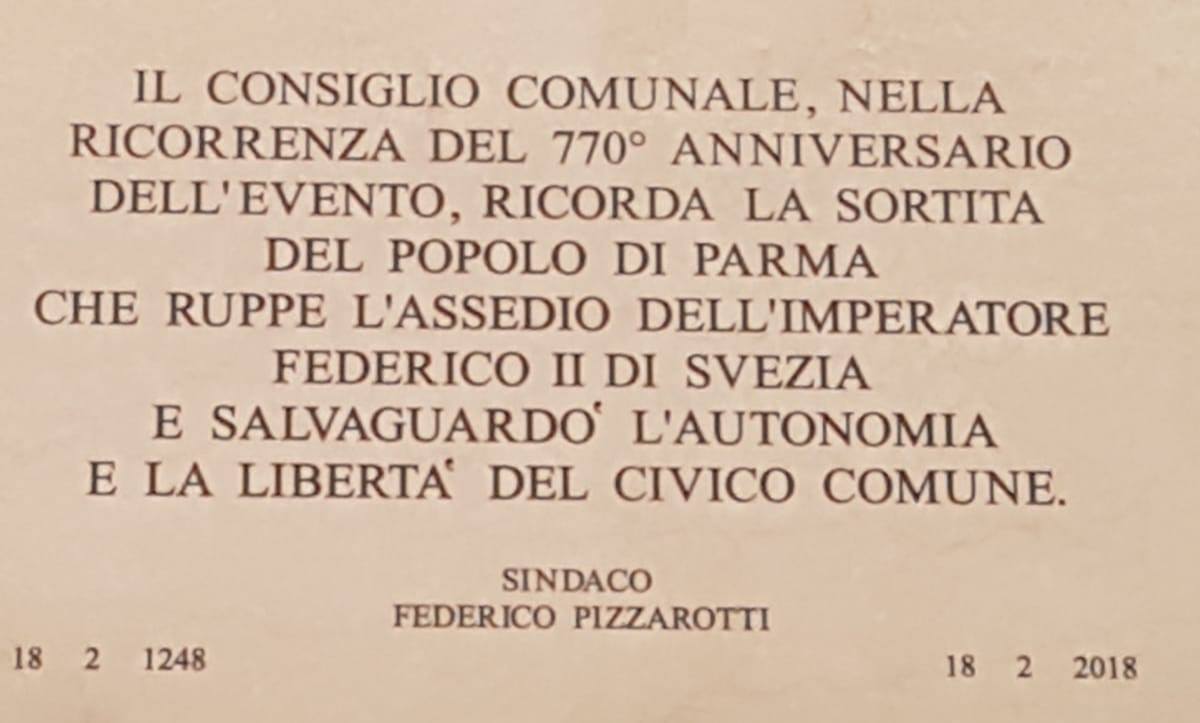 IL CONSIGLIO COMUNALE, NELLA
RICORRENZA DEL 770° ANNIVERSARIO
DELL'EVENTO, RICORDA LA SORTITA
DEL POPOLO DI PARMA
CHE RUPPE L'ASSEDIO DELL'IMPERATORE
FEDERICO II DI SVEZIA
E SALVAGUARDO‛ L'AUTONOMIA
E LA LIBERTA‛ DEL CIVICO COMUNE.
SINDACO
FEDERICO PIZZAROTTI
18 2 1248
18 2 2018